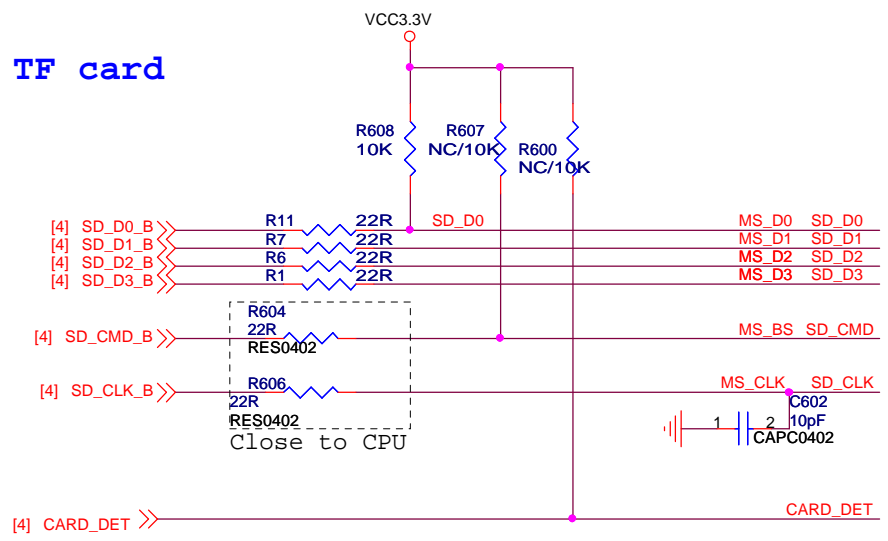 VCC3.3V
TF card
R608
10K
R607
NC/10K
R600
NC/10K
[4] SD_D0_B
R11
22R
SD_D0
MS_D0
SD_D0
[4] SD_D1_B
R7
22R
MS_D1
SD_D1
[4] SD_D2_B
R6
22R
MS_D2
SD_D2
[4] SD_D3_B
R1
22R
MS_D3
SD_D3
R604
22R
RES0402
[4] SD_CMD_B
MS_BS
SD_CMD
[4] SD_CLK_B
R606
22R
RES0402
Close to CPU
MS_CLK
SD_CLK
C602
10pF
1
2
CAPC0402
[4] CARD_DET
CARD_DET